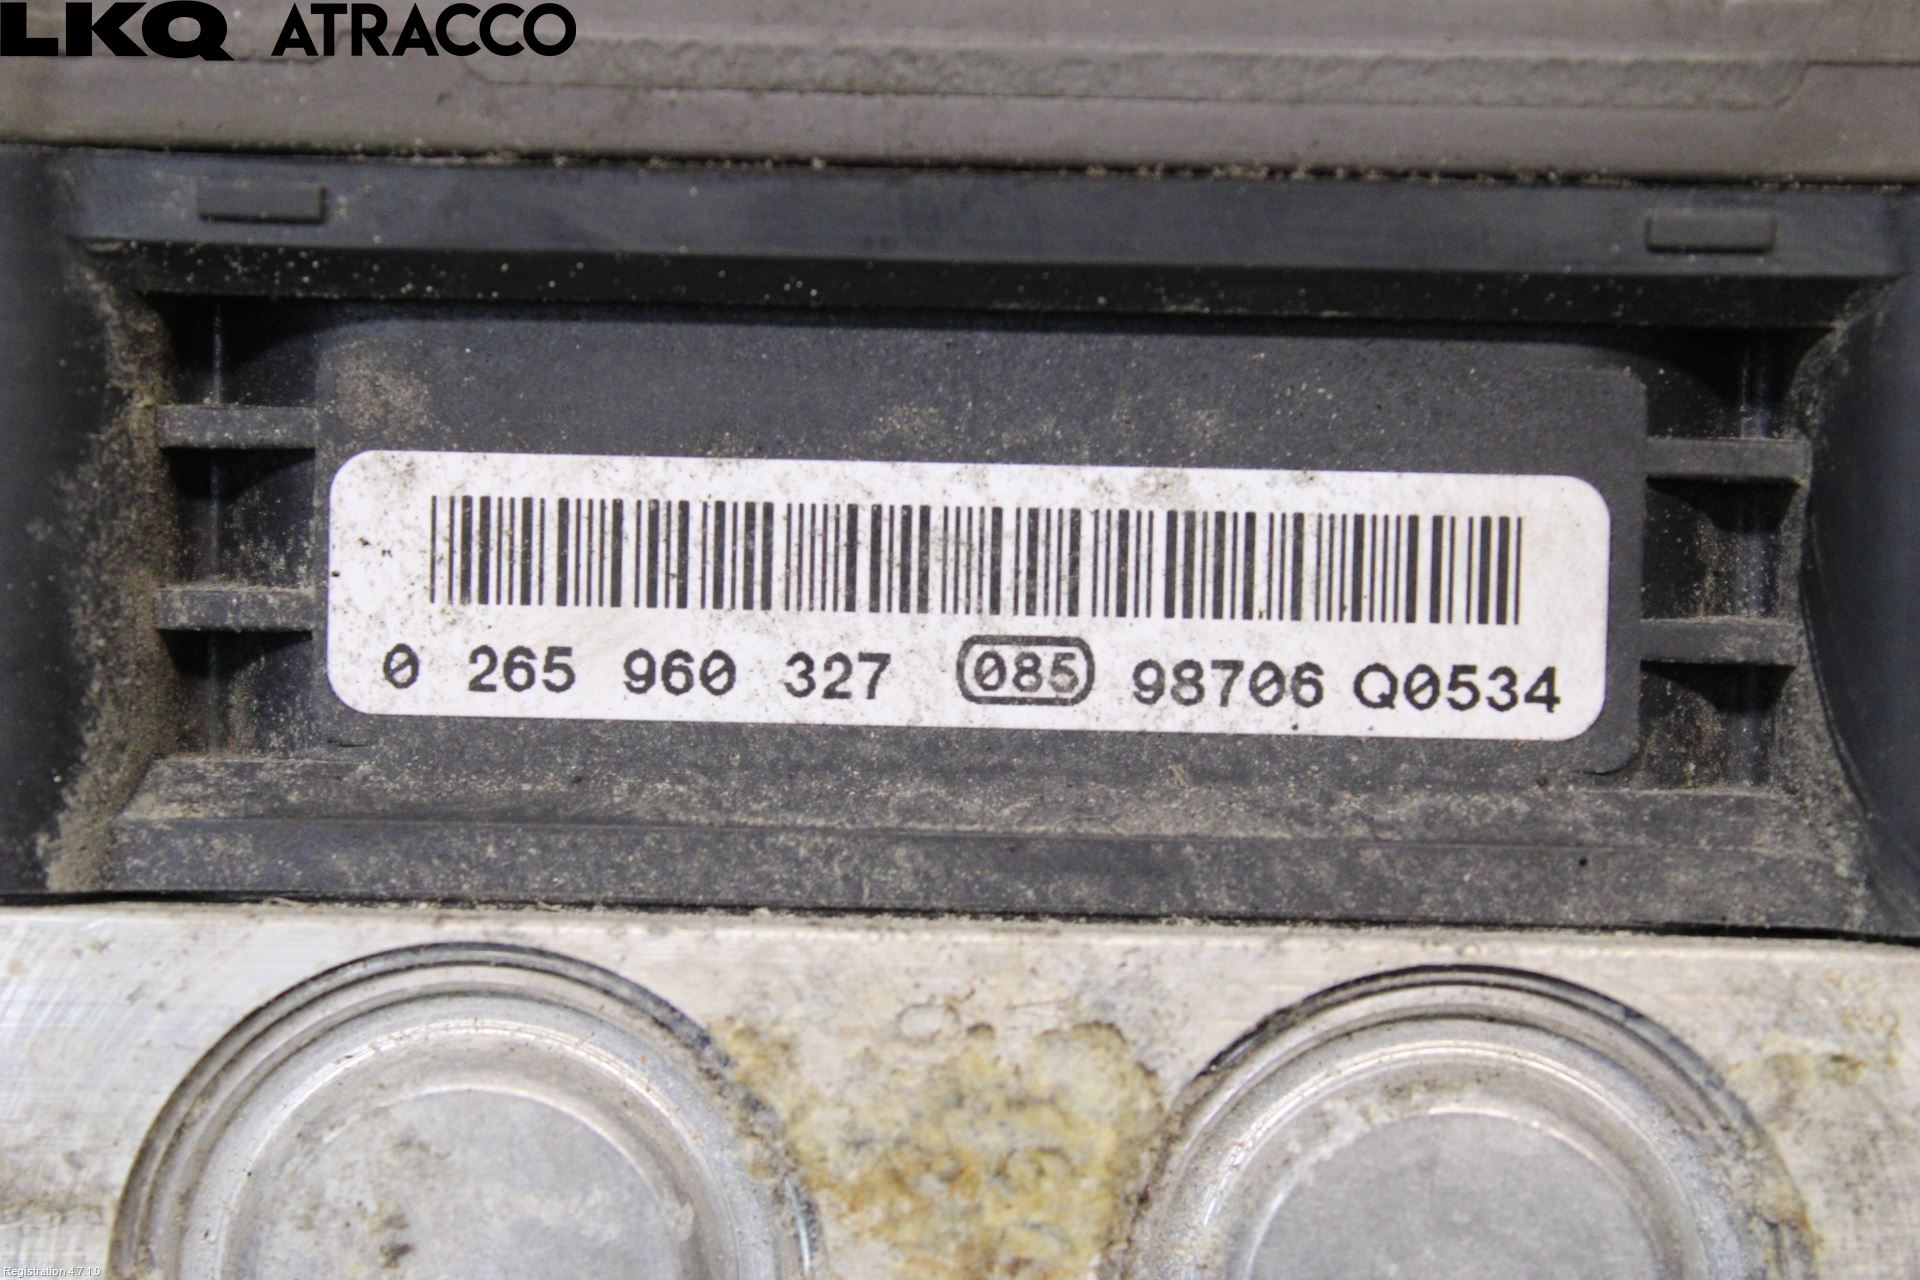 LKQ ATRACCO
0 265 960 327 085 98706 Q0534
Registration 4.7.1.0